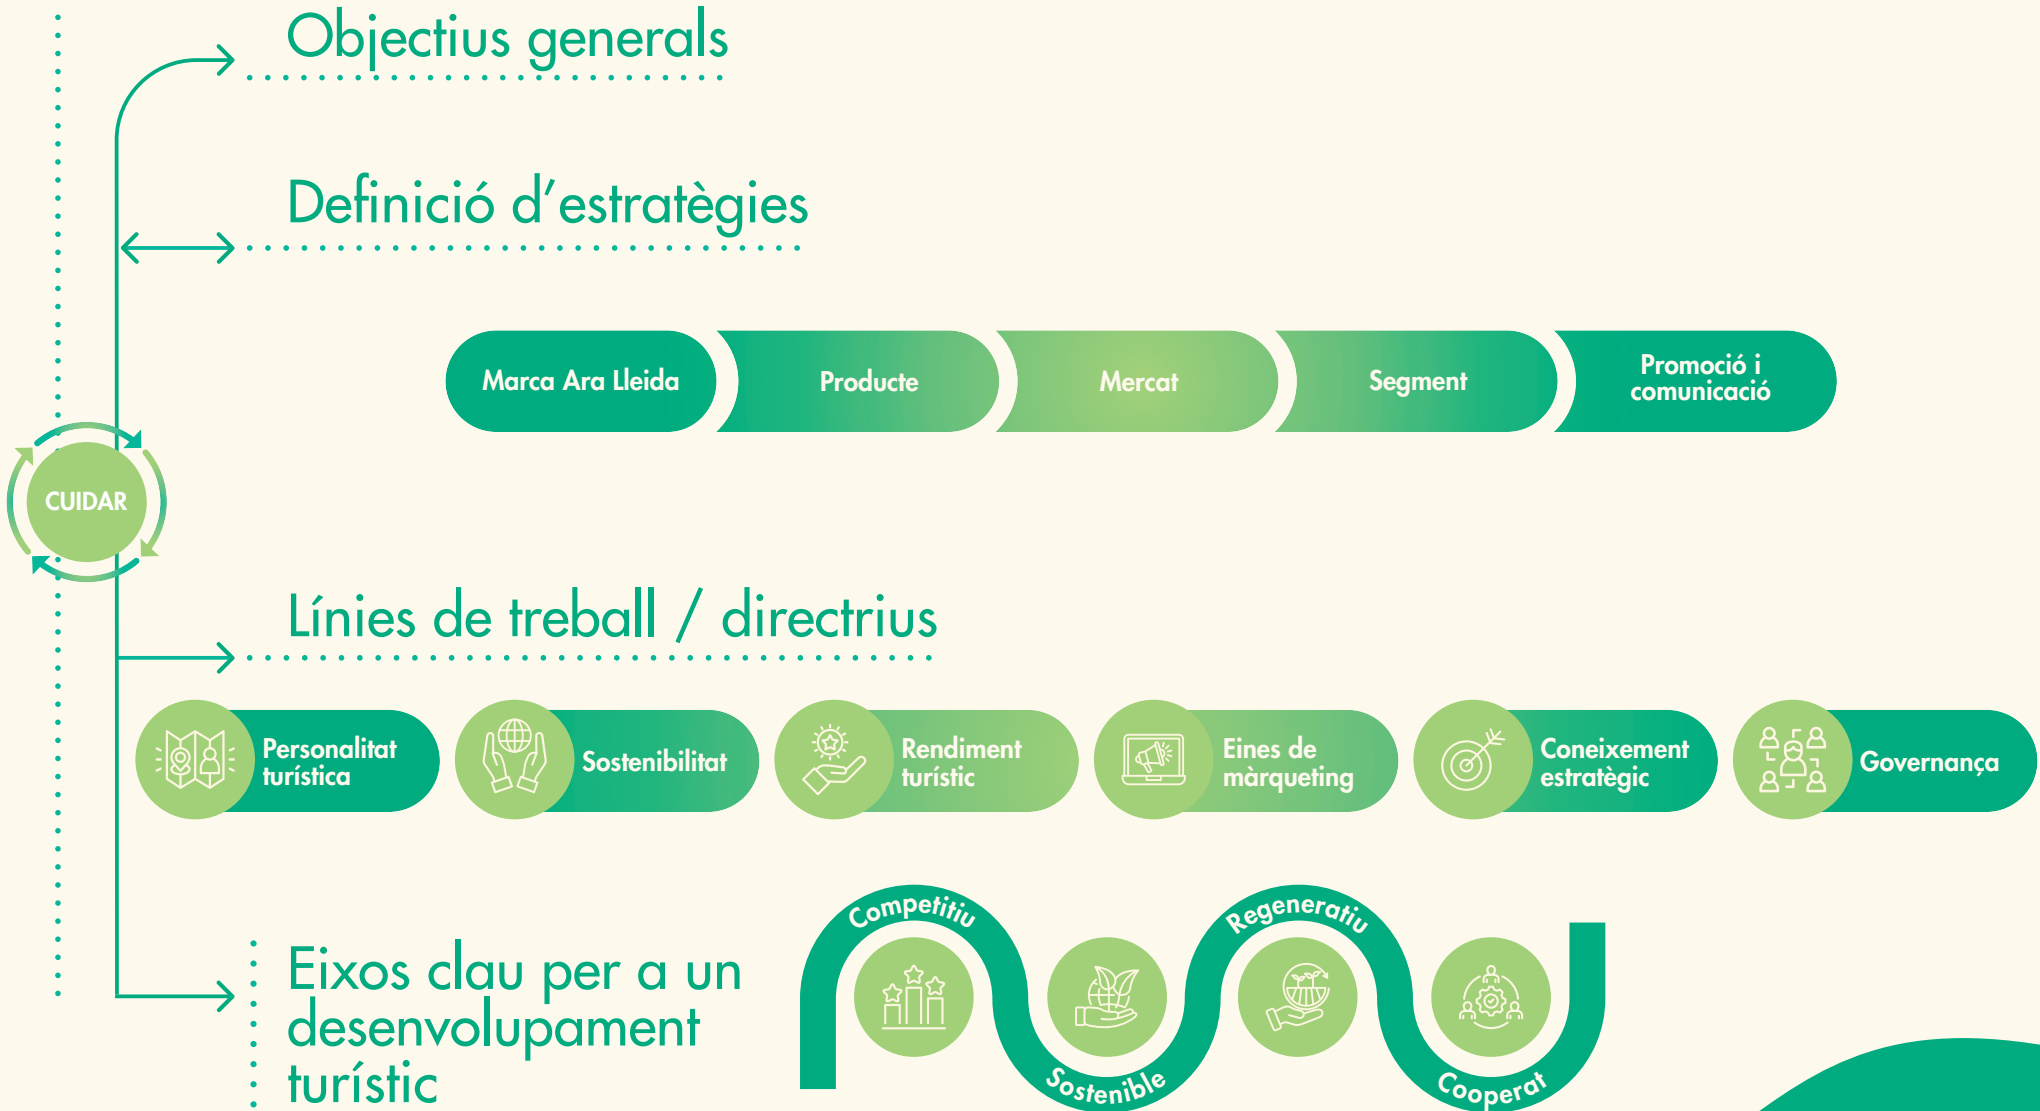 Objectius generals
Definició d'estratègies
Marca Ara Lleida
Producte
Mercat
Segment
Promoció i
comunicació
CUIDAR
Línies de treball / directrius
Personalitat
turística
Sostenibilitat
Rendiment
turístic
Eines de
màrqueting
Coneixement
estratègic
Governança
Eixos clau per a un
desenvolupament
turístic
Competitiu
Sostenible
Regeneratiu
Cooperat